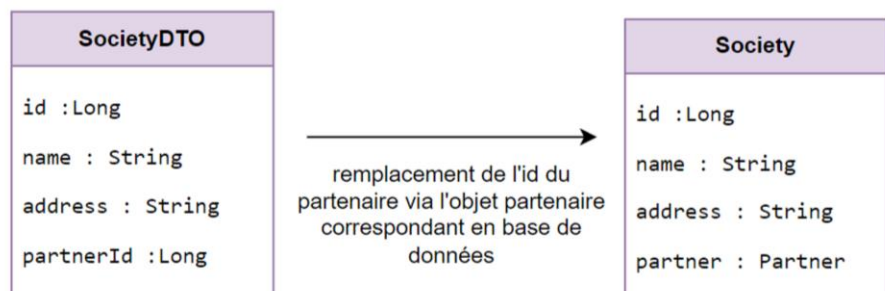 SocietyDTO
id :Long
name : String
address : String
partnerId :Long
remplacement de l'id du
partenaire via l'objet partenaire
correspondant en base de
données
Society
id :Long
name : String
address : String
partner : Partner